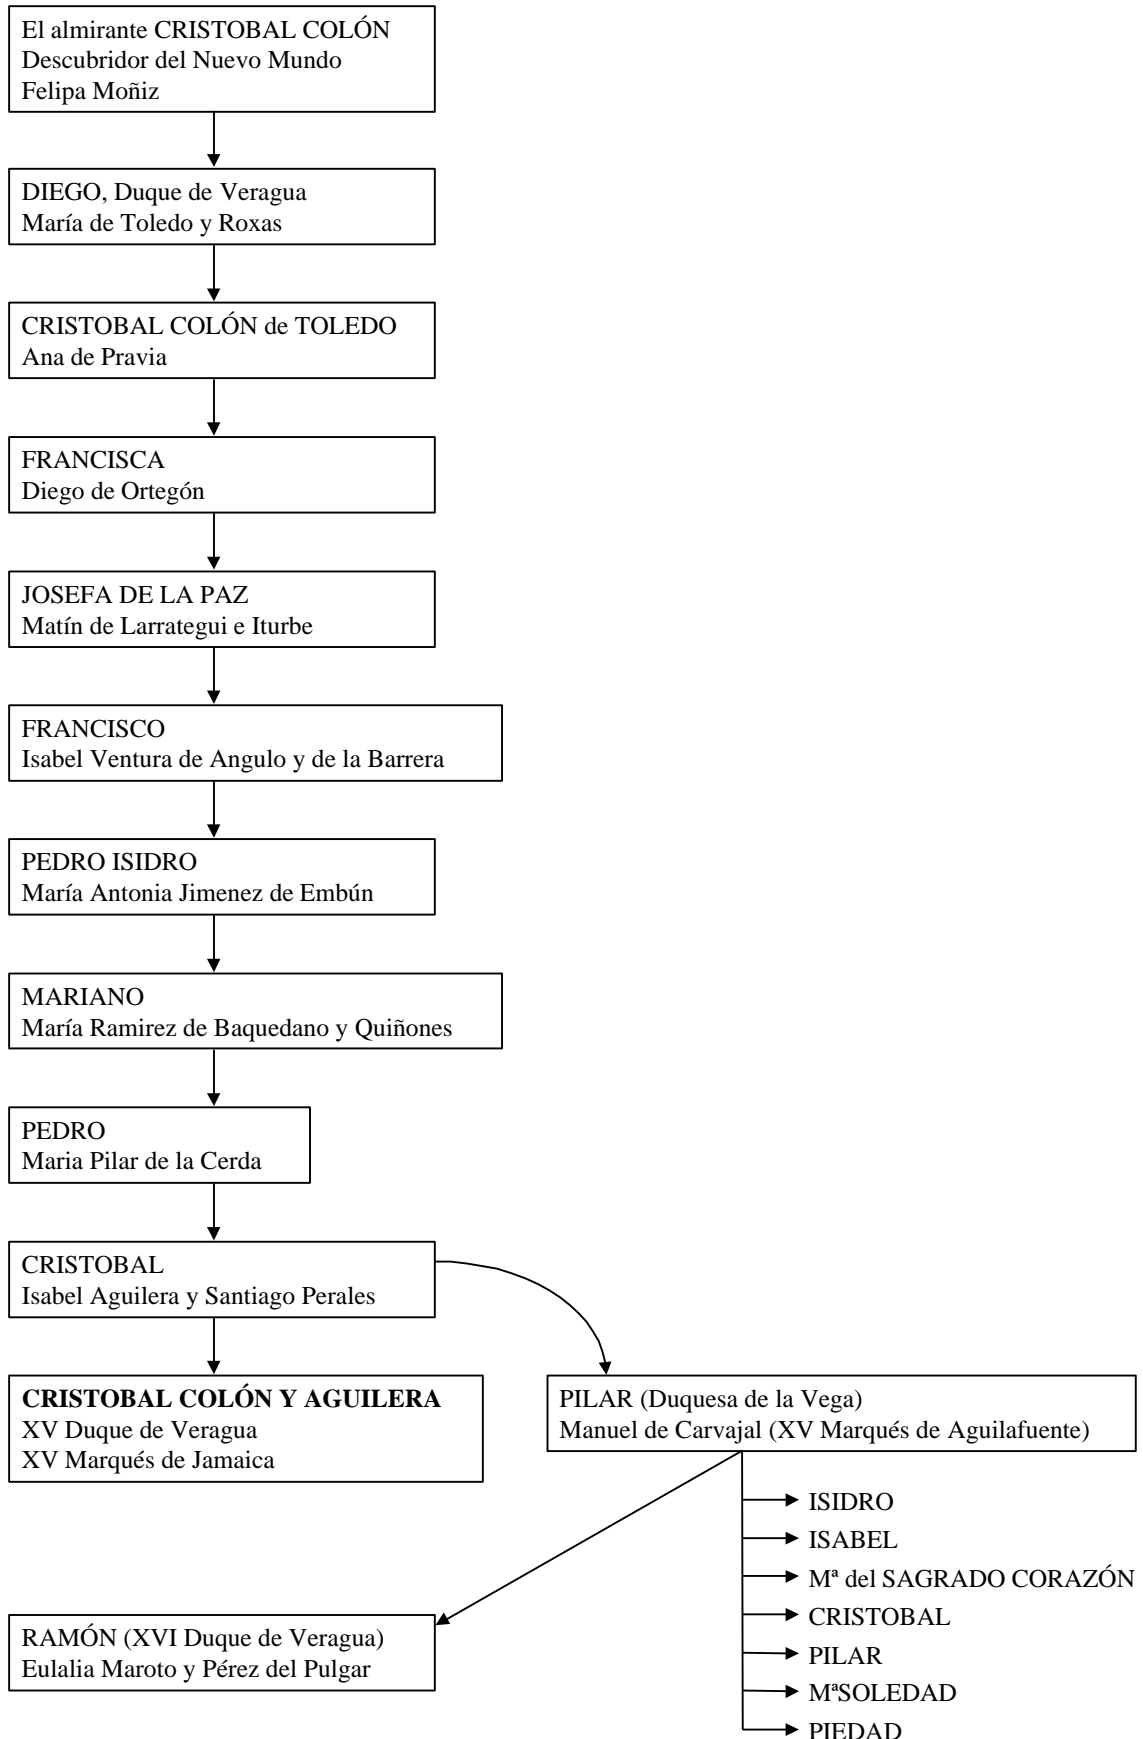 El almirante CRISTOBAL COLÓN
Descubridor del Nuevo Mundo
Felipa Moñiz
DIEGO, Duque de Veragua
María de Toledo y Roxas
CRISTOBAL COLÓN de TOLEDO
Ana de Pravia
FRANCISCA
Diego de Ortegón
JOSEFA DE LA PAZ
Matín de Larrategui e Iturbe
FRANCISCO
Isabel Ventura de Angulo y de la Barrera
PEDRO ISIDRO
María Antonia Jimenez de Embún
MARIANO
María Ramirez de Baquedano y Quiñones
PEDRO
Maria Pilar de la Cerda
CRISTOBAL
Isabel Aguilera y Santiago Perales
CRISTOBAL COLÓN Y AGUILERA
XV Duque de Veragua
XV Marqués de Jamaica
PILAR (Duquesa de la Vega)
Manuel de Carvajal (XV Marqués de Aguilafuente)
ISIDRO
ISABEL
Mª del SAGRADO CORAZÓN
CRISTOBAL
PILAR
MªSOLEDAD
PIEDAD
RAMÓN (XVI Duque de Veragua)
Eulalia Maroto y Pérez del Pulgar